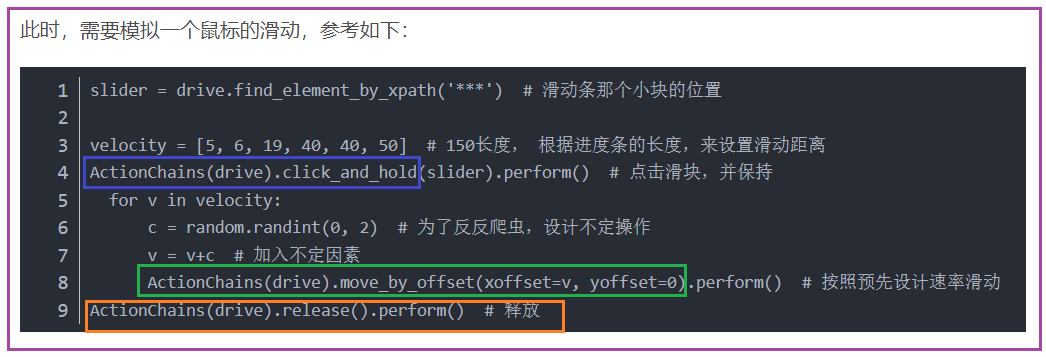 此时，需要模拟一个鼠标的滑动，参考如下：
1 slider = drive.find_element_by_xpath('***')  # 滑动条那个小块的位置
2
3 velocity = [5, 6, 19, 40, 40, 50]  # 150长度， 根据进度条的长度，来设置滑动距离
4 ActionChains(drive).click_and_hold(slider).perform()  # 点击滑块，并保持
5   for v in velocity:
6       c = random.randint(0, 2)  # 为了反反爬虫，设计不定操作
7       v = v+c  # 加入不定因素
8       ActionChains(drive).move_by_offset(xoffset=v, yoffset=0).perform()  # 按照预先设计速率滑动
9 ActionChains(drive).release().perform()  # 释放